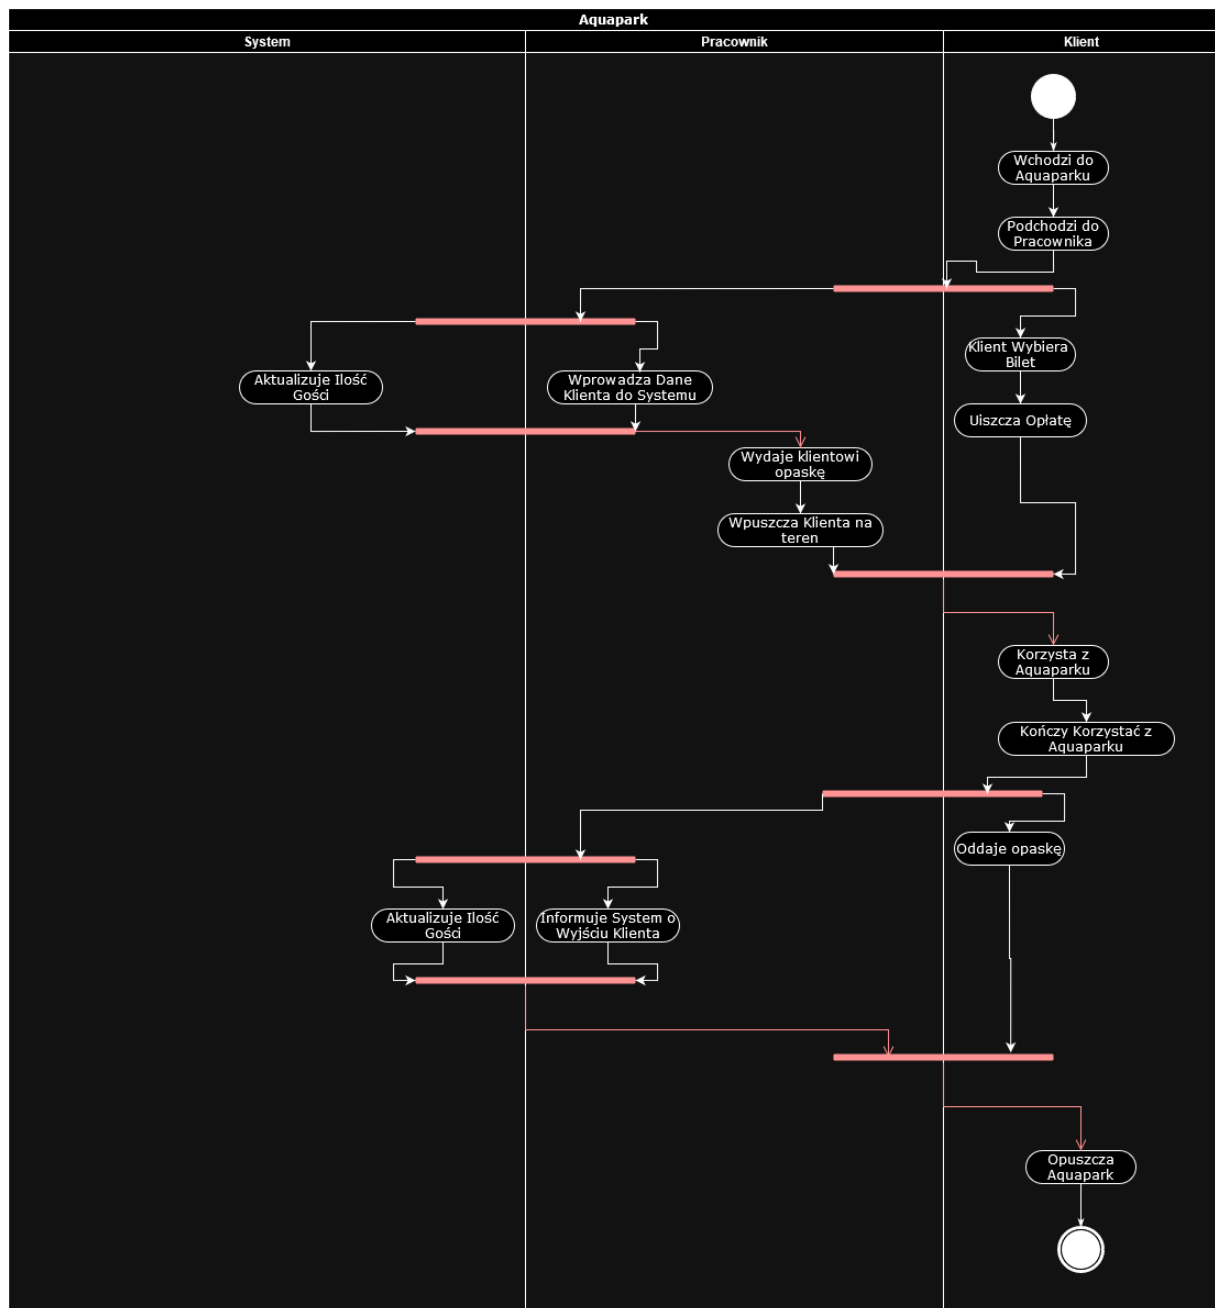 Aquapark
System
Pracownik
Klient
Wchodzi do
Aquaparku
Podchodzi do
Pracownika
Klient Wybiera
Bilet
Aktualizuje Ilość
Gości
Wprowadza Dane
Klienta do Systemu
Uiszcza Opłatę
Wydaje klientowi
opaskę
Wpuszcza Klienta na
teren
Korzysta z
Aquaparku
Kończy Korzystać z
Aquaparku
Oddaje opaskę
Aktualizuje Ilość
Gości
Informuje System o
Wyjściu Klienta
Opuszcza
Aquapark